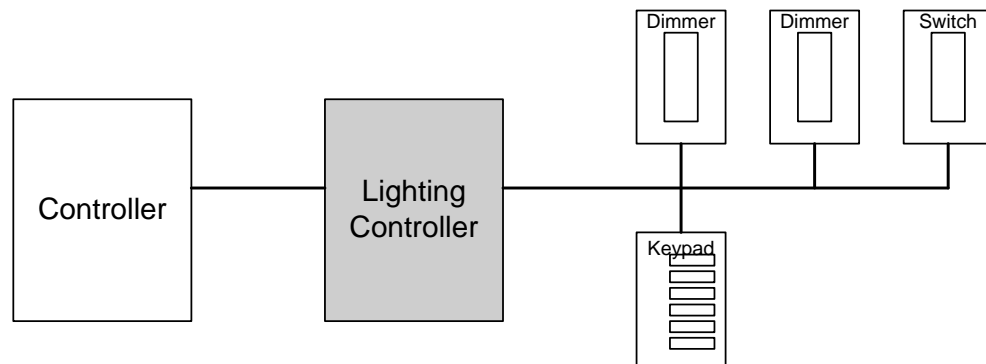 Dimmer
Dimmer
Switch
Controller
Lighting
Controller
Keypad